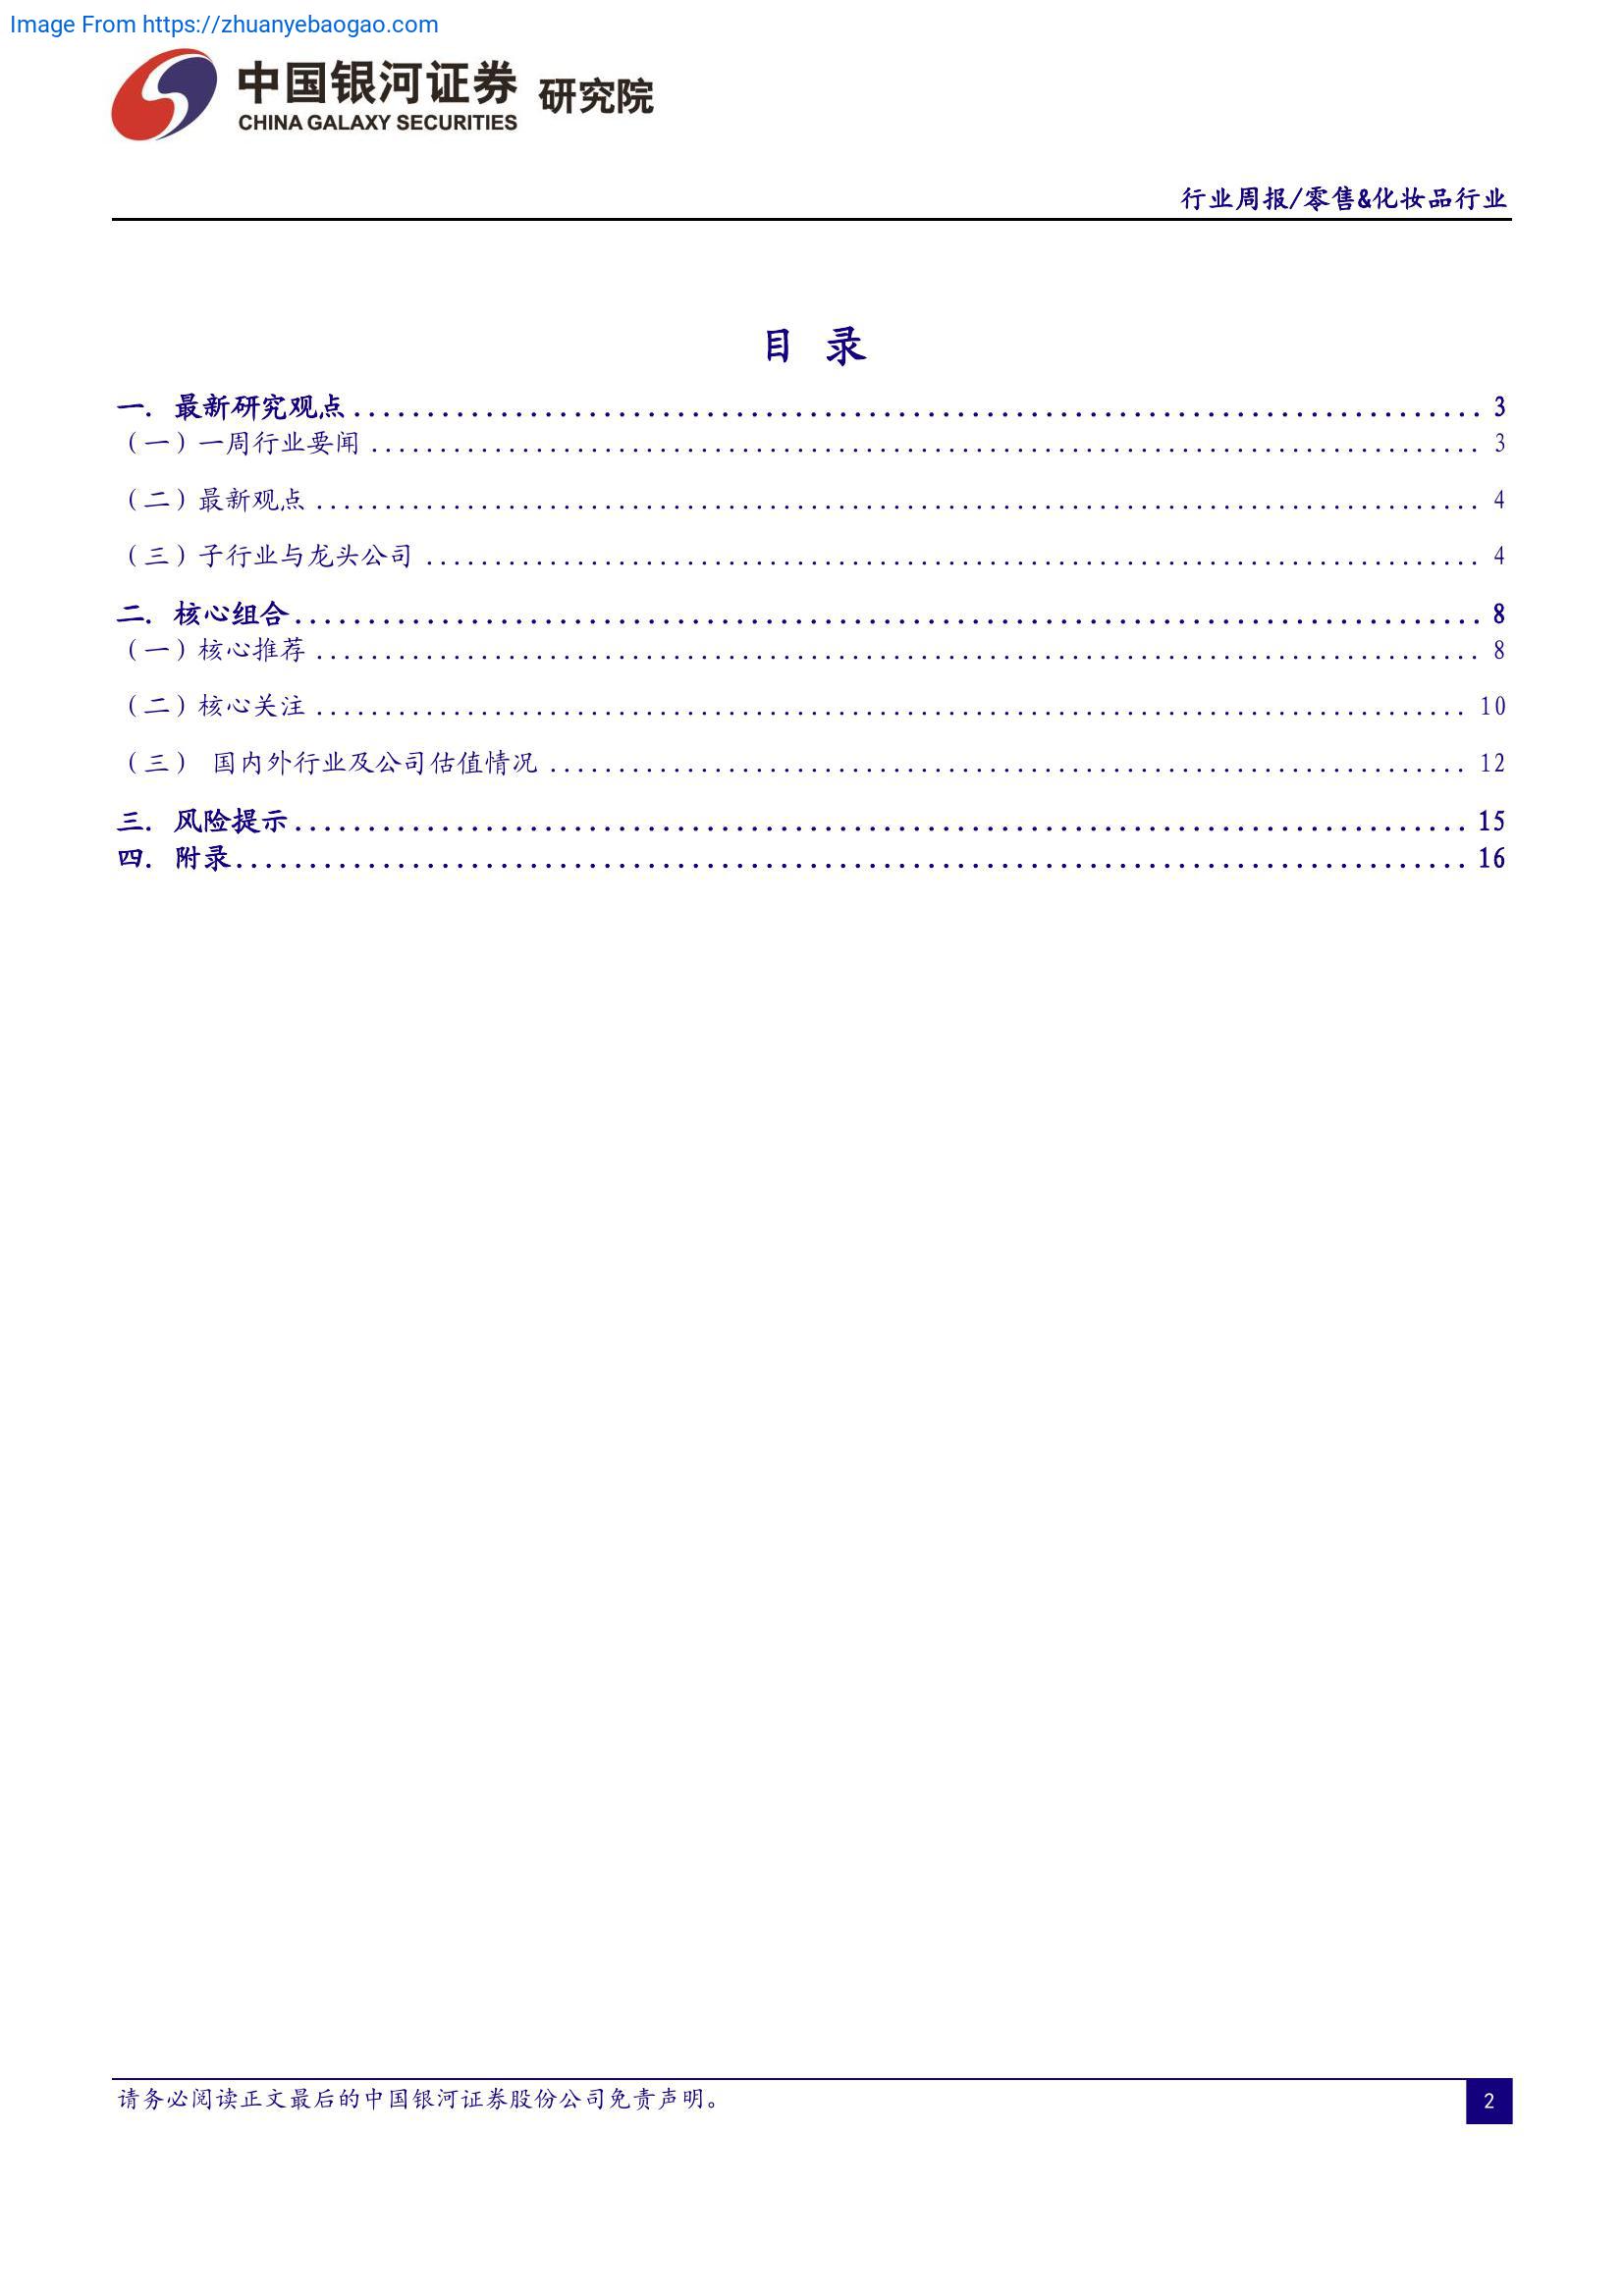 Image From https://zhuanyebaogao.com
中国银河证券 研究院
CHINA GALAXY SECURITIES
行业周报/零售&化妆品行业
目 录
一. 最新研究观点 ........................................ 3
（一）一周行业要闻 ........................................ 3
（二）最新观点 ........................................ 4
（三）子行业与龙头公司 ........................................ 4
二. 核心组合 ........................................ 8
（一）核心推荐 ........................................ 8
（二）核心关注 ........................................ 10
（三） 国内外行业及公司估值情况 ........................................ 12
三. 风险提示 ........................................ 15
四. 附录 ........................................ 16
请务必阅读正文最后的中国银河证券股份公司免责声明。
2